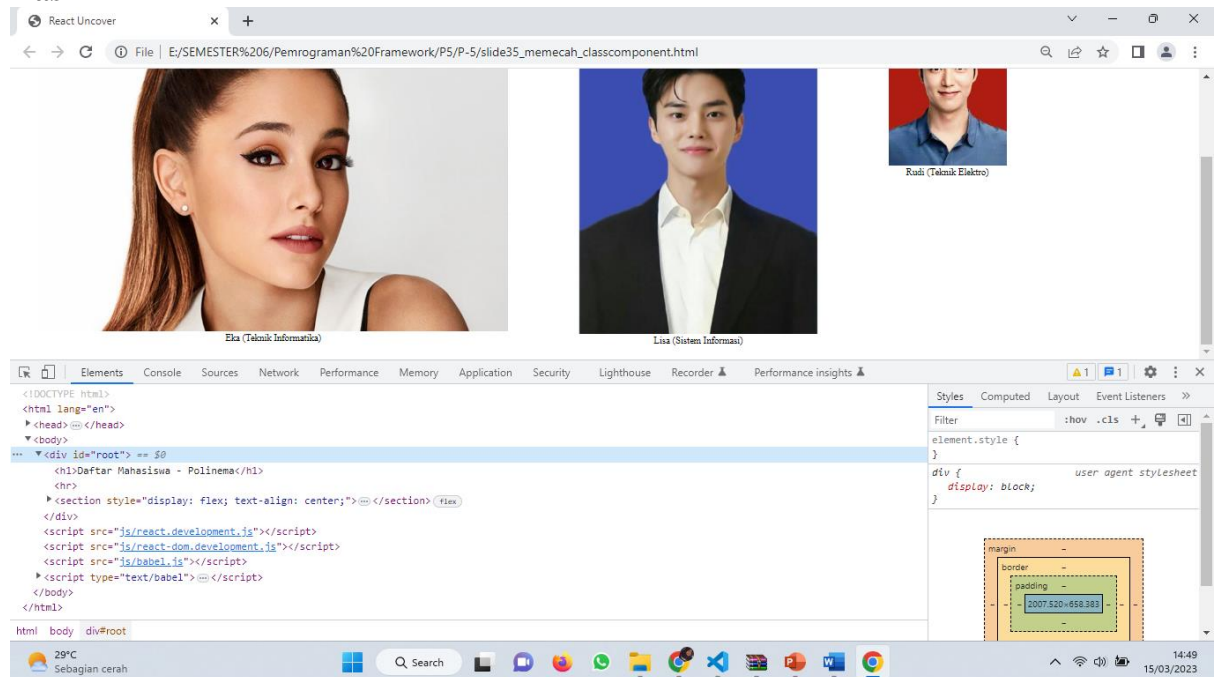 React Uncover
File | E:/SEMESTER%206/Pemrograman%20Framework/P5/P-5/slide35_memecah_classcomponent.html
Rudi (Teknik Elektro)
Eka (Teknik Informatika)
Lisa (Sistem Informasi)
Elements Console Sources Network Performance Memory Application Security Lighthouse Recorder Performance insights 1 1
<!DOCTYPE html>
<html lang="en">
<head> </head>
<body>
<div id="root"> == $0
<h1>Daftar Mahasiswa - Polinema</h1>
<hr>
<section style="display: flex; text-align: center;"> </section> flex
</div>
<script src="js/react.development.js"></script>
<script src="js/react-dom.development.js"></script>
<script src="js/babel.js"></script>
<script type="text/babel"> </script>
</body>
</html>
html body div#root
Styles Computed Layout Event Listeners »
Filter :hov .cls +
element.style {
}
div { user agent stylesheet
display: block;
}
margin -
border -
padding -
- - - 2007.520×658.383 - - -
-
29°C
Sebagian cerah
Search
14:49
15/03/2023